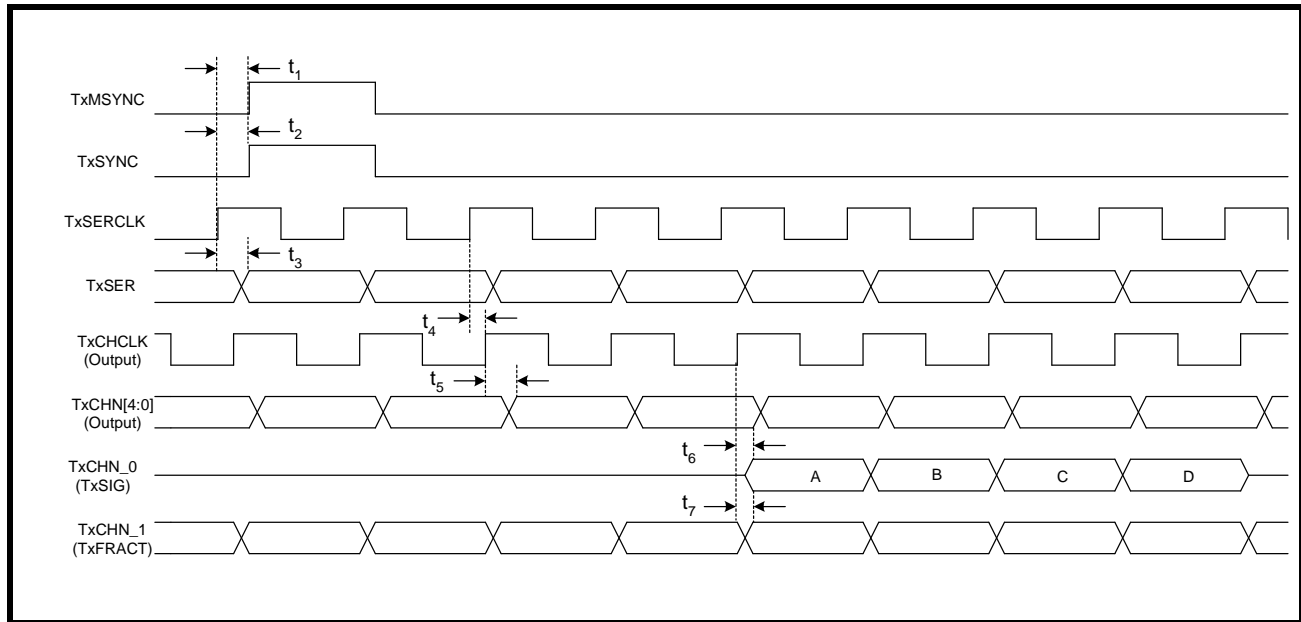 t1
TxMSYNC
t2
TxSYNC
TxSERCLK
t3
TxSER
t4
TxCHCLK
(Output)
t5
TxCHN[4:0]
(Output)
t6
TxCHN_0
(TxSIG)
A B C D
t7
TxCHN_1
(TxFRACT)